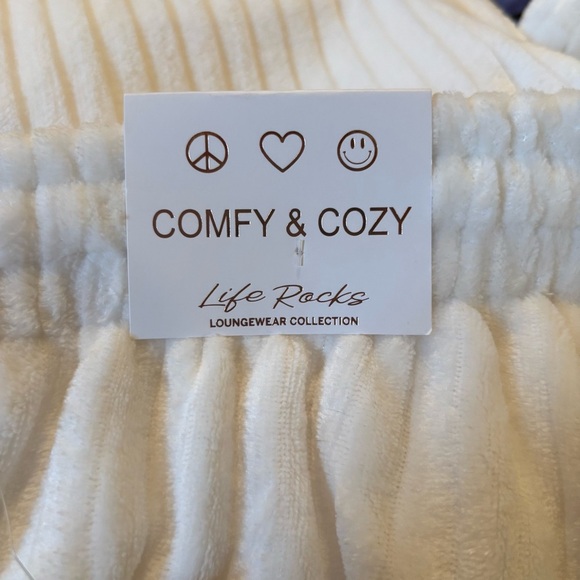 COMFY & COZY
Life Rocks
LOUNGEWEAR COLLECTION